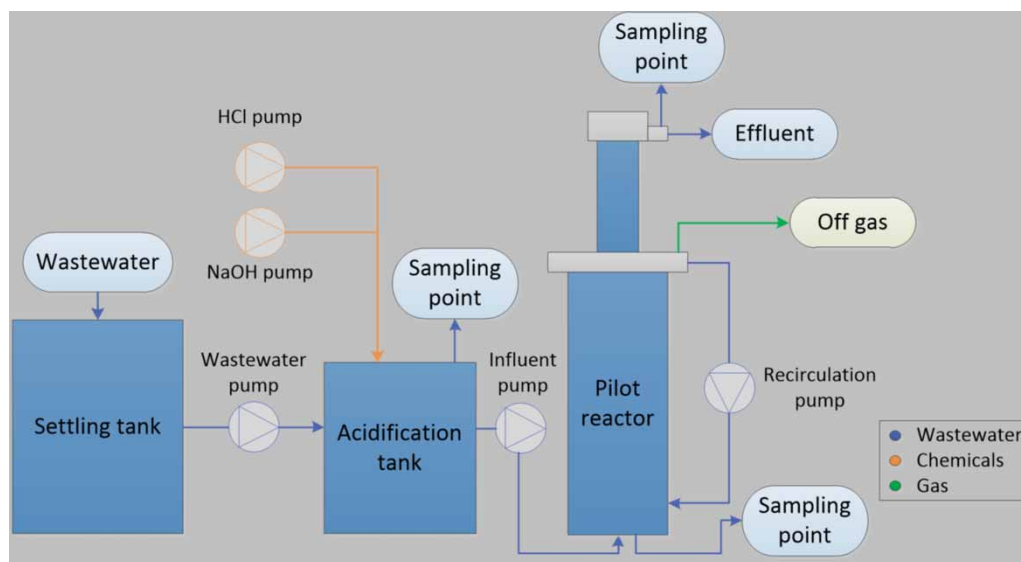 Sampling
point
HCl pump
Effluent
Off gas
NaOH pump
Wastewater
Sampling
point
Wastewater
pump
Influent
pump
Settling tank
Acidification
tank
Pilot
reactor
Recirculation
pump
Wastewater
Chemicals
Gas
Sampling
point